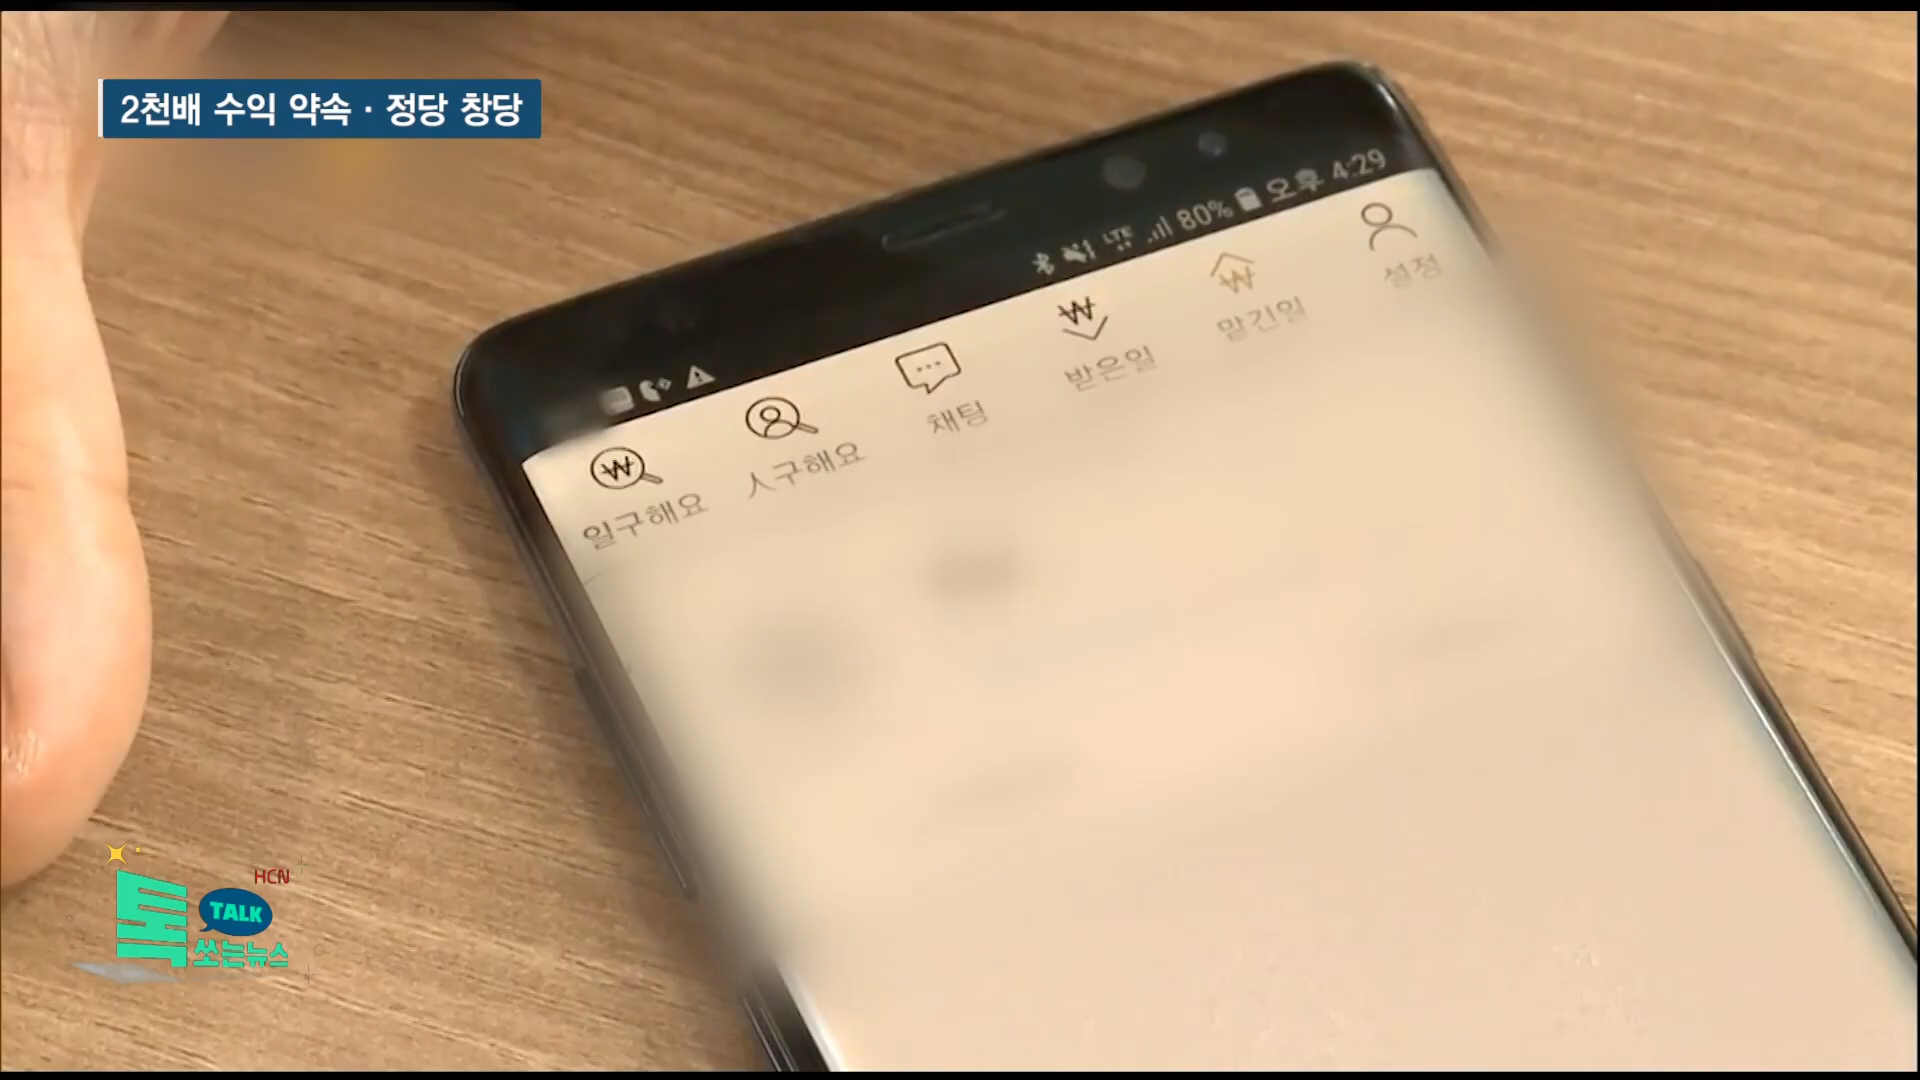 2천배 수익 약속 · 정당 창당
LTE 80% 오후 4:29
일구해요
人구해요
채팅
받은일
맡긴일
설정
HCN
톡
TALK
쏘는뉴스